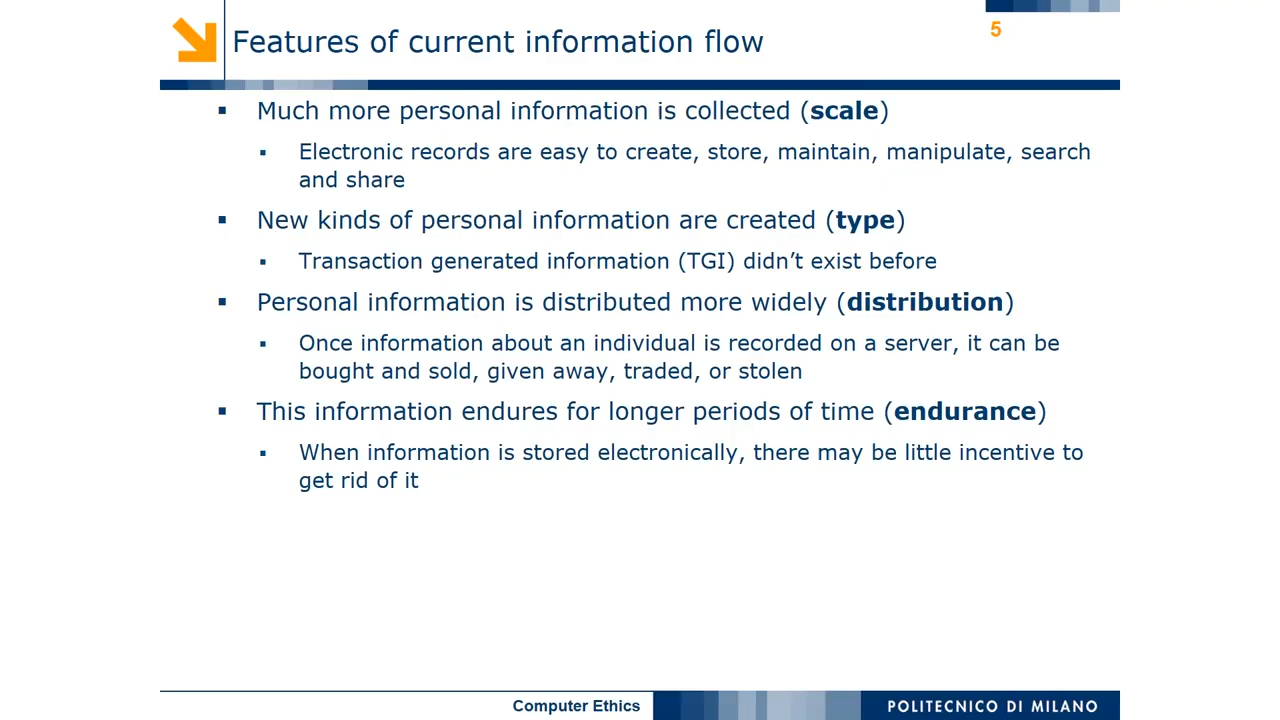 Features of current information flow
5
▪ Much more personal information is collected (scale)
▪ Electronic records are easy to create, store, maintain, manipulate, search
and share
▪ New kinds of personal information are created (type)
▪ Transaction generated information (TGI) didn’t exist before
▪ Personal information is distributed more widely (distribution)
▪ Once information about an individual is recorded on a server, it can be
bought and sold, given away, traded, or stolen
▪ This information endures for longer periods of time (endurance)
▪ When information is stored electronically, there may be little incentive to
get rid of it
Computer Ethics
POLITECNICO DI MILANO